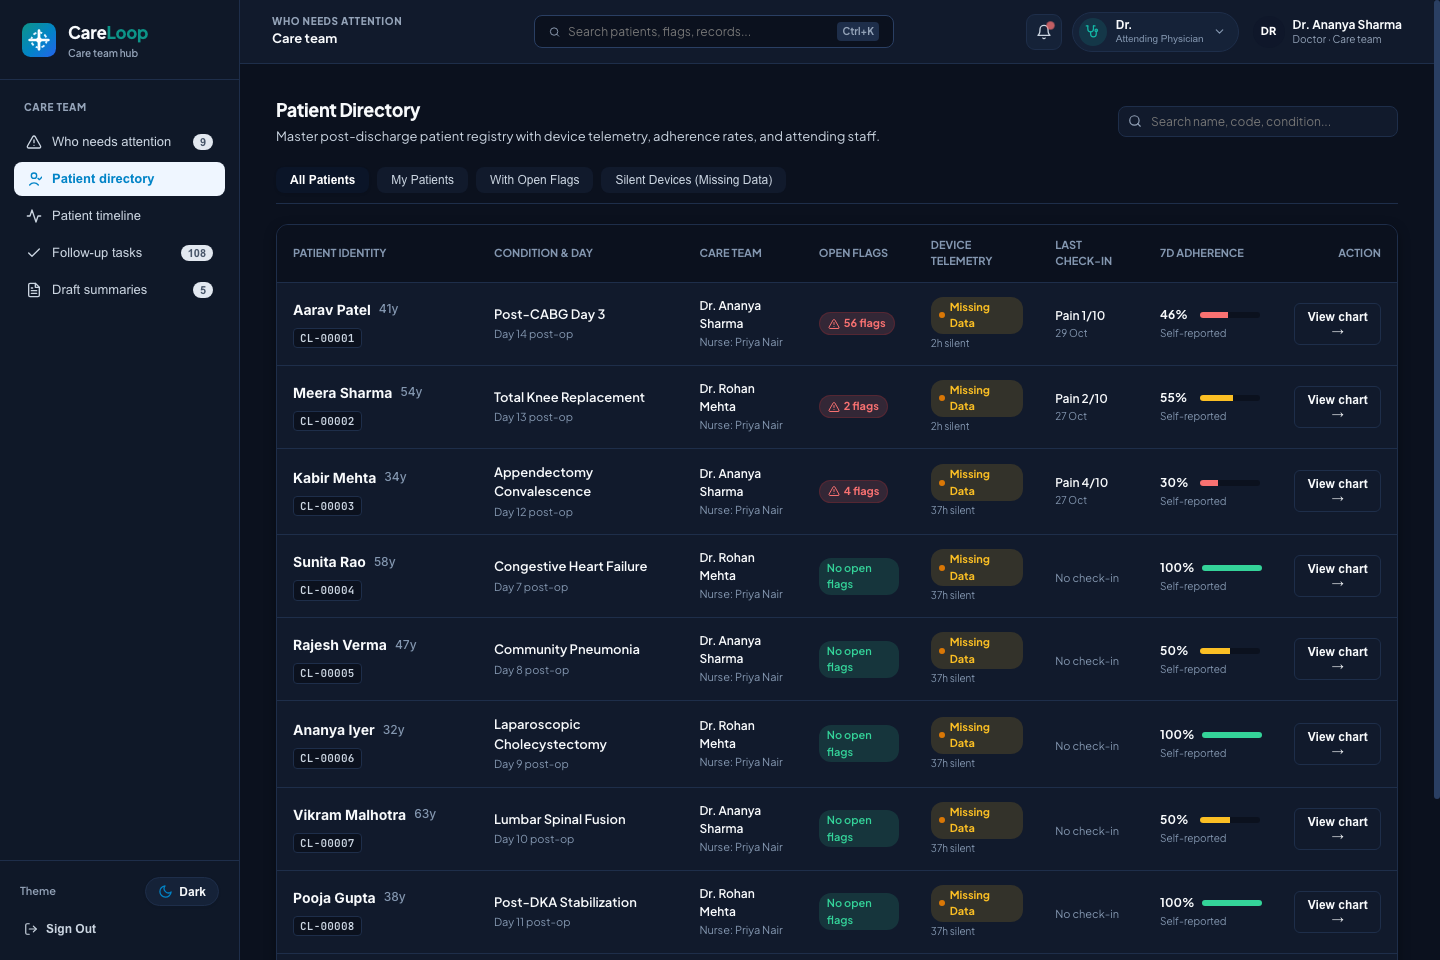 CareLoop
Care team hub
CARE TEAM
Who needs attention 9
Patient directory
Patient timeline
Follow-up tasks 108
Draft summaries 5
Theme Dark
Sign Out
WHO NEEDS ATTENTION
Care team
Search patients, flags, records... Ctrl+K
Dr.
Attending Physician
DR
Dr. Ananya Sharma
Doctor · Care team
Patient Directory
Master post-discharge patient registry with device telemetry, adherence rates, and attending staff.
Search name, code, condition...
All Patients My Patients With Open Flags Silent Devices (Missing Data)
PATIENT IDENTITY CONDITION & DAY CARE TEAM OPEN FLAGS DEVICE TELEMETRY LAST CHECK-IN 7D ADHERENCE ACTION
Aarav Patel 41y
CL-00001
Post-CABG Day 3
Day 14 post-op
Dr. Ananya
Sharma
Nurse: Priya Nair
56 flags
Missing
Data
2h silent
Pain 1/10
29 Oct
46%
Self-reported
View chart
→
Meera Sharma 54y
CL-00002
Total Knee Replacement
Day 13 post-op
Dr. Rohan
Mehta
Nurse: Priya Nair
2 flags
Missing
Data
2h silent
Pain 2/10
27 Oct
55%
Self-reported
View chart
→
Kabir Mehta 34y
CL-00003
Appendectomy
Convalescence
Day 12 post-op
Dr. Ananya
Sharma
Nurse: Priya Nair
4 flags
Missing
Data
37h silent
Pain 4/10
27 Oct
30%
Self-reported
View chart
→
Sunita Rao 58y
CL-00004
Congestive Heart Failure
Day 7 post-op
Dr. Rohan
Mehta
Nurse: Priya Nair
No open
flags
Missing
Data
37h silent
No check-in
100%
Self-reported
View chart
→
Rajesh Verma 47y
CL-00005
Community Pneumonia
Day 8 post-op
Dr. Ananya
Sharma
Nurse: Priya Nair
No open
flags
Missing
Data
37h silent
No check-in
50%
Self-reported
View chart
→
Ananya Iyer 32y
CL-00006
Laparoscopic
Cholecystectomy
Day 9 post-op
Dr. Rohan
Mehta
Nurse: Priya Nair
No open
flags
Missing
Data
37h silent
No check-in
100%
Self-reported
View chart
→
Vikram Malhotra 63y
CL-00007
Lumbar Spinal Fusion
Day 10 post-op
Dr. Ananya
Sharma
Nurse: Priya Nair
No open
flags
Missing
Data
37h silent
No check-in
50%
Self-reported
View chart
→
Pooja Gupta 38y
CL-00008
Post-DKA Stabilization
Day 11 post-op
Dr. Rohan
Mehta
Nurse: Priya Nair
No open
flags
Missing
Data
37h silent
No check-in
100%
Self-reported
View chart
→